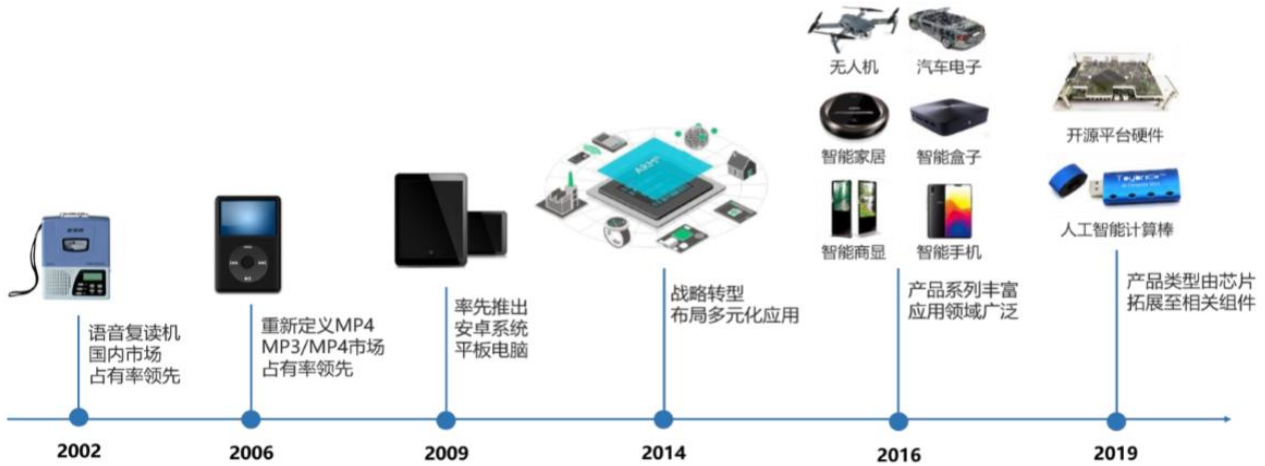 无人机
汽车电子
智能家居
智能盒子
智能商显
智能手机
开源平台硬件
人工智能计算棒
ARM
语音复读机
国内市场
占有率领先
重新定义MP4
MP3/MP4市场
占有率领先
率先推出
安卓系统
平板电脑
战略转型
布局多元化应用
产品系列丰富
应用领域广泛
产品类型由芯片
拓展至相关组件
2002
2006
2009
2014
2016
2019